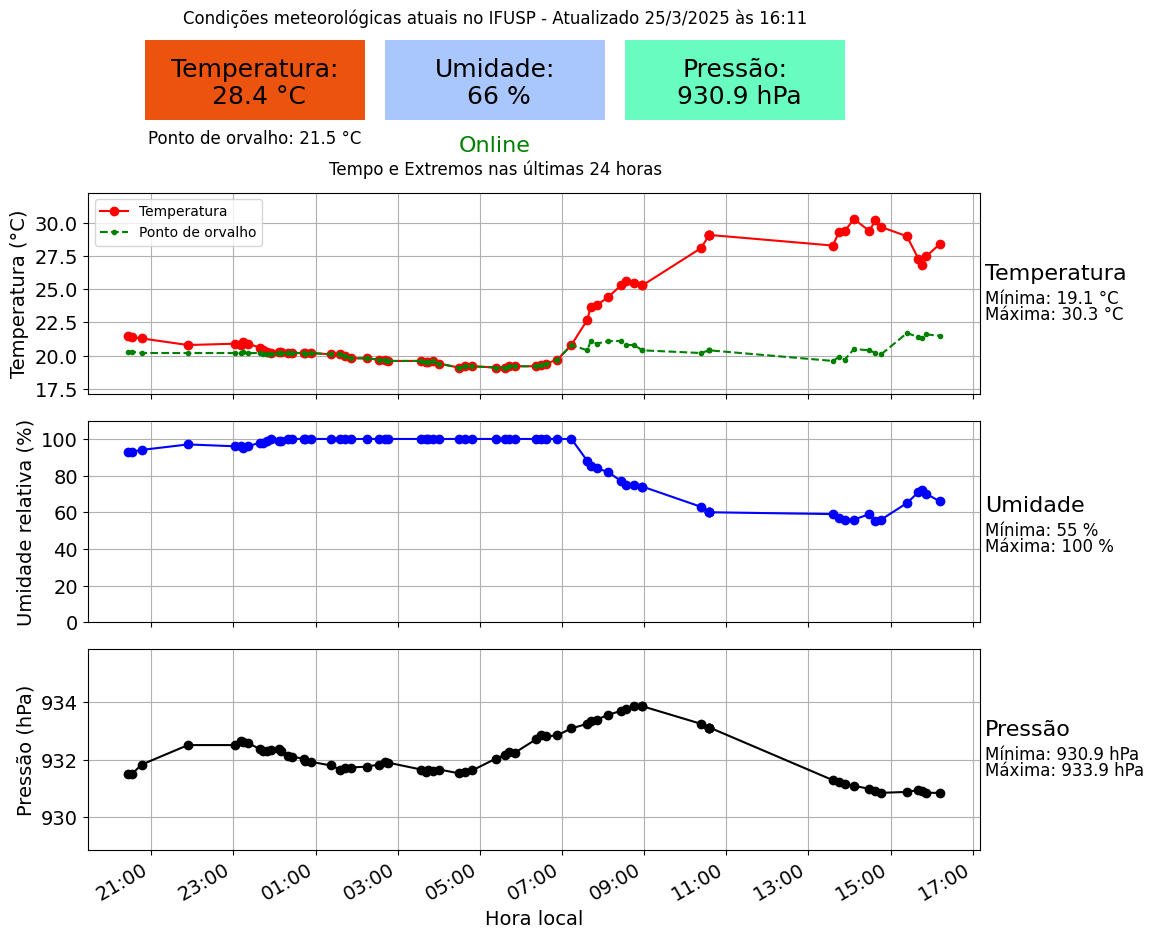 Condições meteorológicas atuais no IFUSP - Atualizado 25/3/2025 às 16:11
Temperatura:
28.4 °C
Umidade:
66 %
Pressão:
930.9 hPa
Ponto de orvalho: 21.5 °C
Online
Tempo e Extremos nas últimas 24 horas
Temperatura (°C)
30.0
27.5
25.0
22.5
20.0
17.5
Temperatura
Ponto de orvalho
Temperatura
Mínima: 19.1 °C
Máxima: 30.3 °C
Umidade relativa (%)
100
80
60
40
20
0
Umidade
Mínima: 55 %
Máxima: 100 %
Pressão (hPa)
934
932
930
Pressão
Mínima: 930.9 hPa
Máxima: 933.9 hPa
21:00 23:00 01:00 03:00 05:00 07:00 09:00 11:00 13:00 15:00 17:00
Hora local